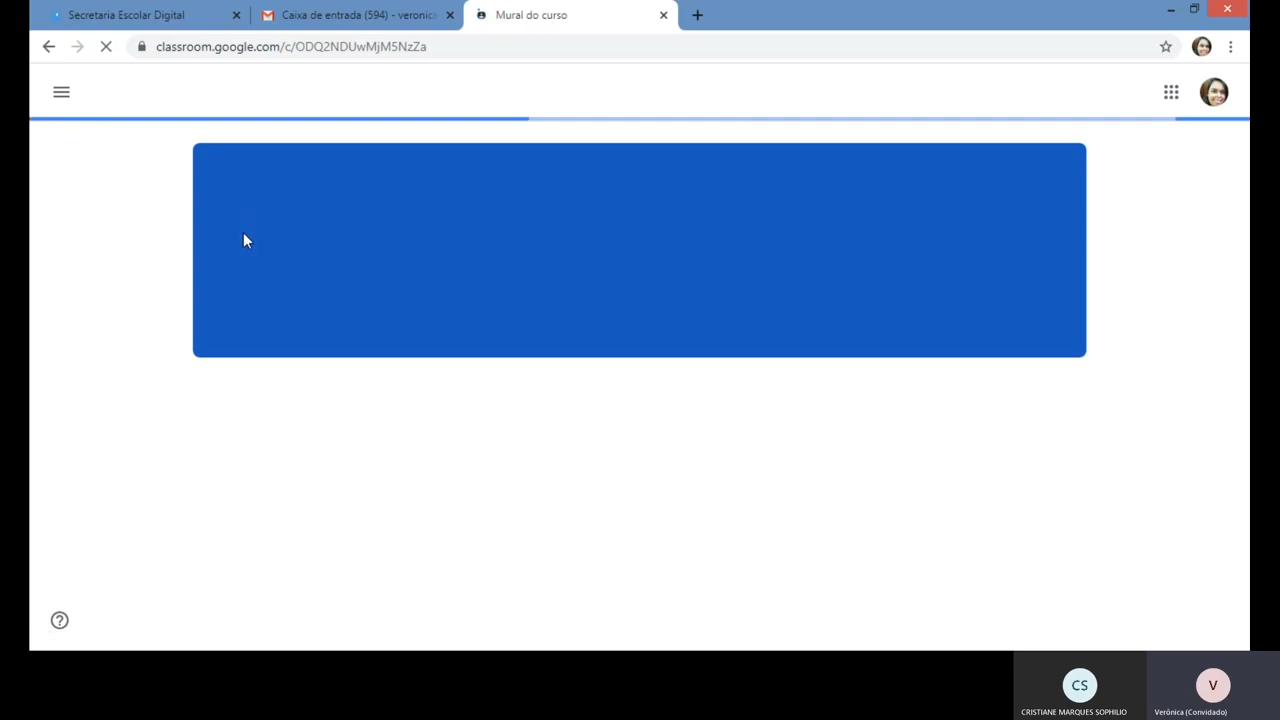 Secretaria Escolar Digital
Caixa de entrada (594) - veronica
Mural do curso
classroom.google.com/c/ODQ2NDUwMjM5NzZa
CS
V
CRISTIANE MARQUES SOPHILIO
Verônica (Convidado)